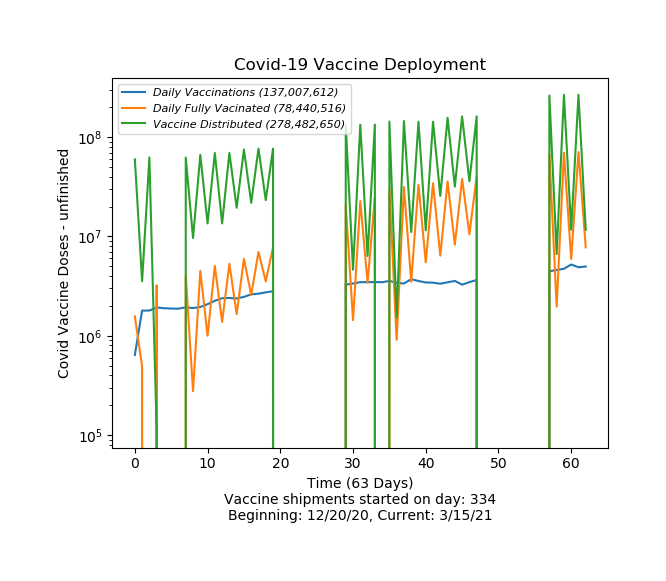 Covid-19 Vaccine Deployment
Daily Vaccinations (137,007,612)
Daily Fully Vacinated (78,440,516)
Vaccine Distributed (278,482,650)
Covid Vaccine Doses - unfinished
10^8
10^7
10^6
10^5
0 10 20 30 40 50 60
Time (63 Days)
Vaccine shipments started on day: 334
Beginning: 12/20/20, Current: 3/15/21